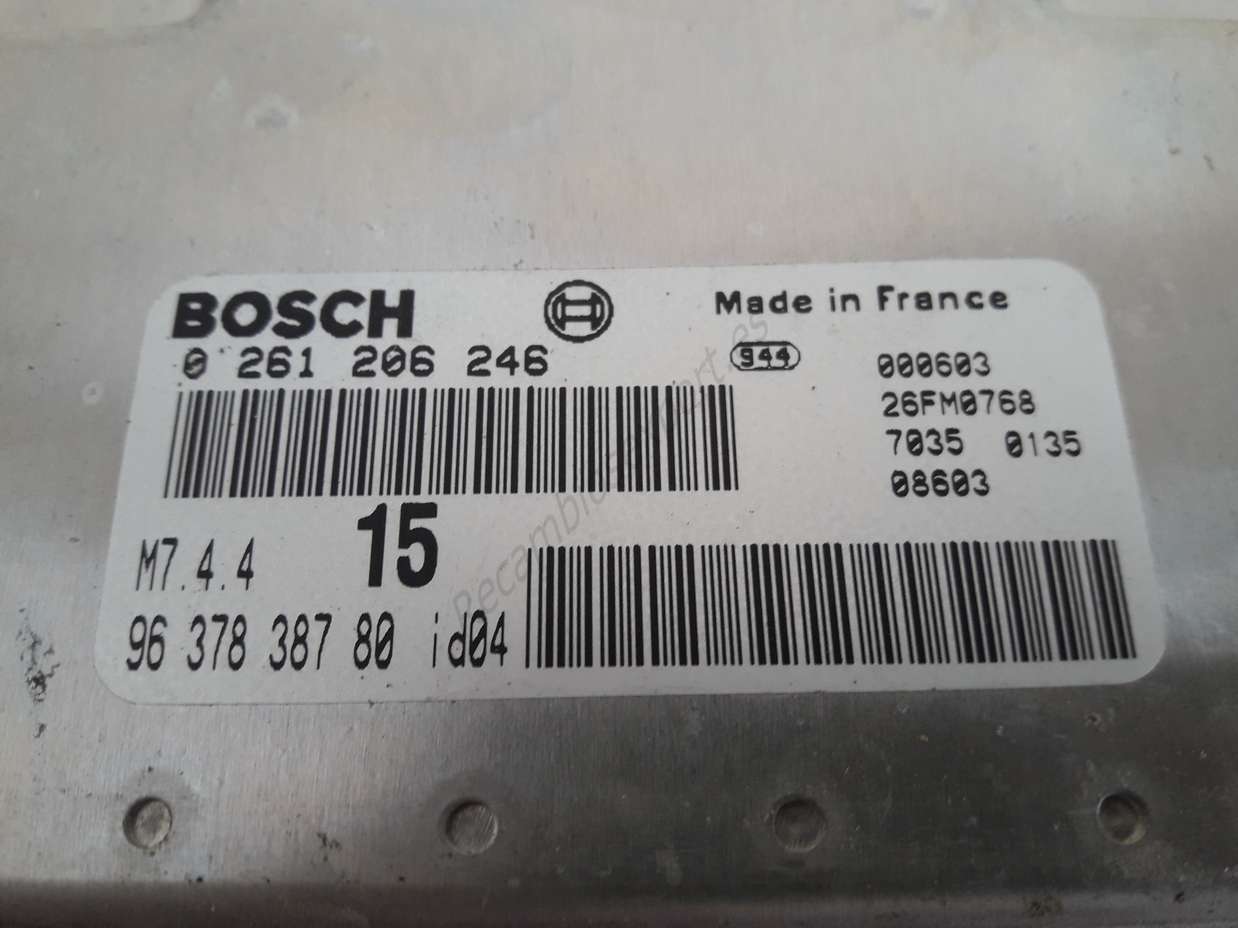 BOSCH
Made in France
0 261 206 246
944
000603
26FM0768
7035 0135
08603
15
M7.4.4
96 378 387 80 id04